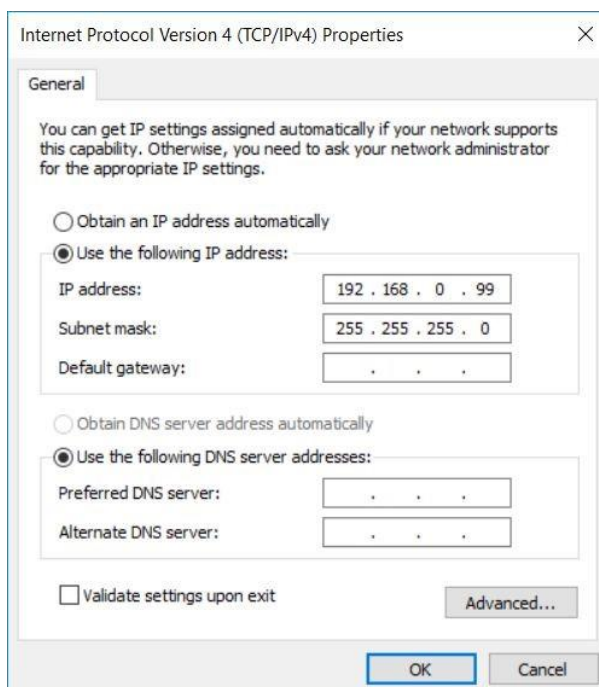 Internet Protocol Version 4 (TCP/IPv4) Properties
General
You can get IP settings assigned automatically if your network supports
this capability. Otherwise, you need to ask your network administrator
for the appropriate IP settings.
Obtain an IP address automatically
Use the following IP address:
IP address: 192 . 168 . 0 . 99
Subnet mask: 255 . 255 . 255 . 0
Default gateway: . . .
Obtain DNS server address automatically
Use the following DNS server addresses:
Preferred DNS server: . . .
Alternate DNS server: . . .
Validate settings upon exit
Advanced...
OK Cancel